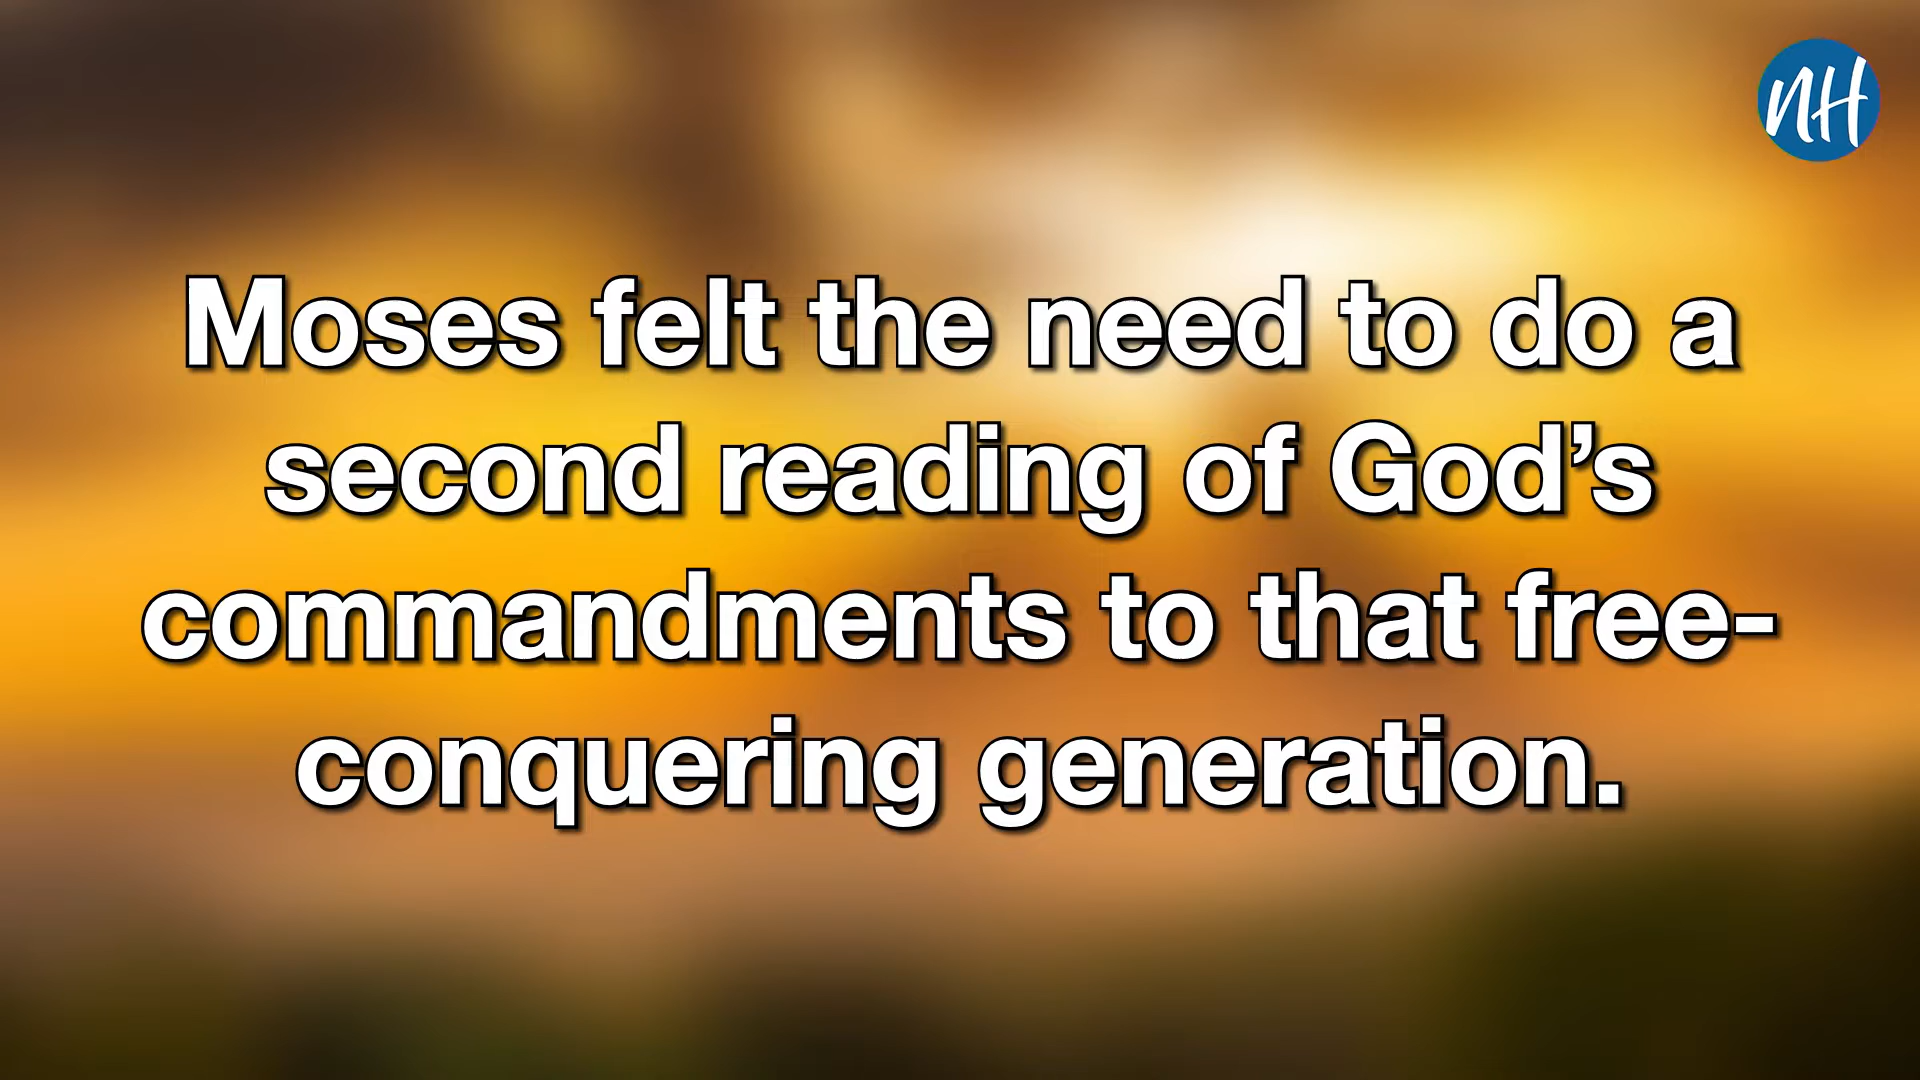 NH
Moses felt the need to do a
second reading of God’s
commandments to that free-
conquering generation.